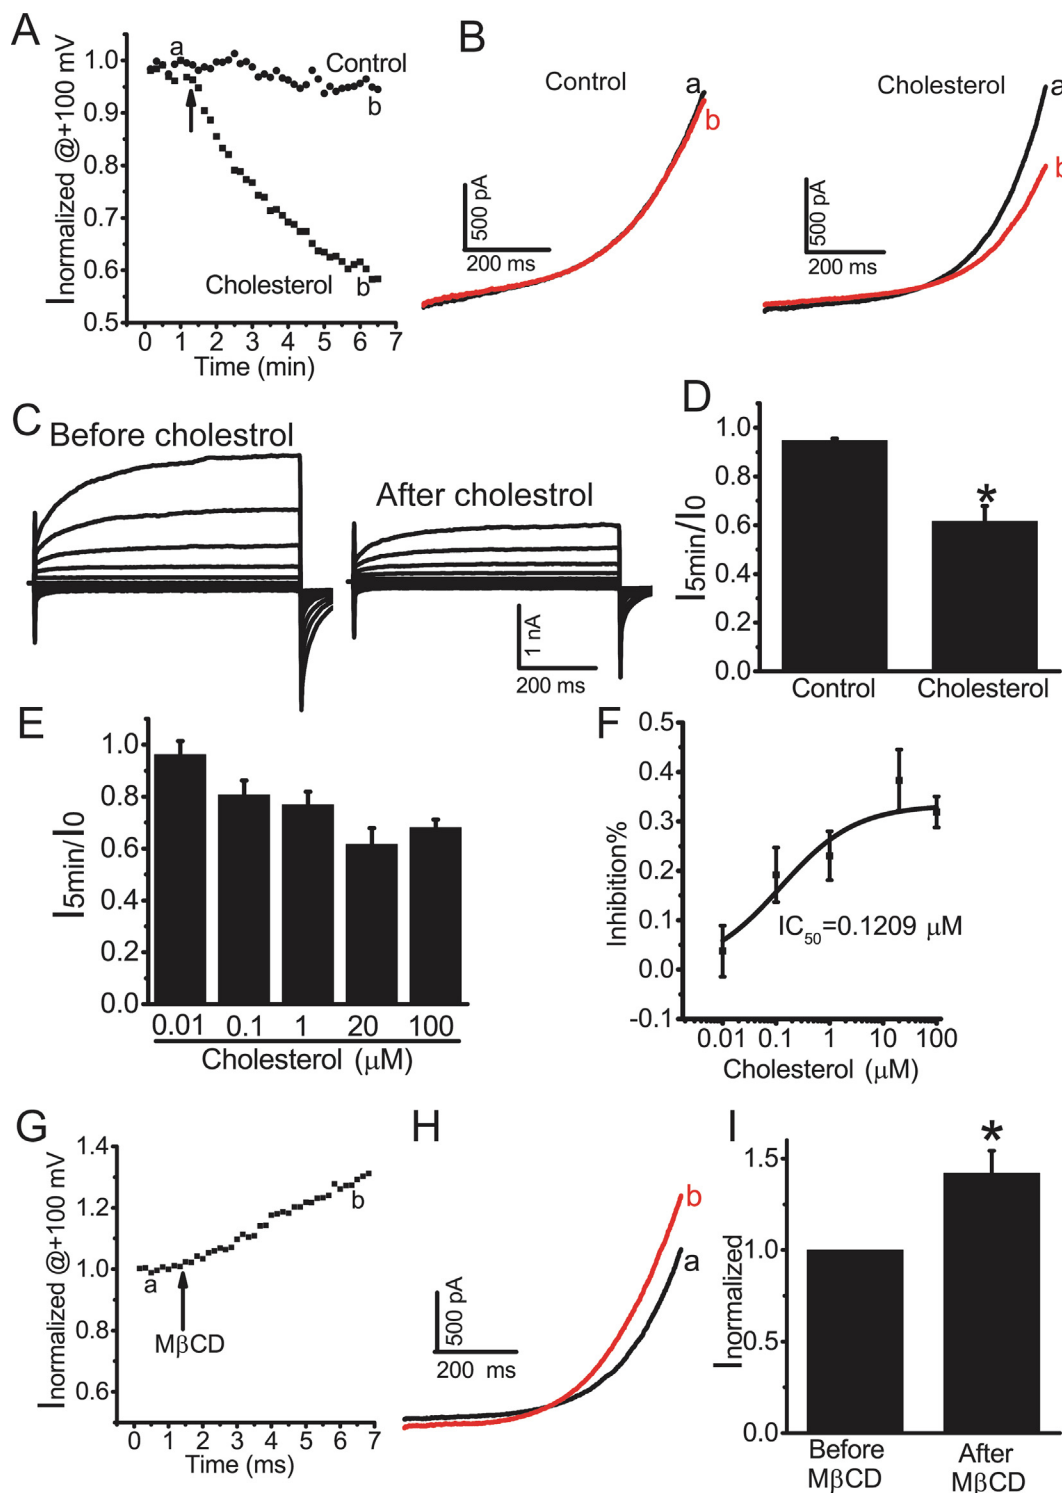 A
Inormalized @+100 mV
1.0
0.9
0.8
0.7
0.6
0.5
a
Control
b
Cholesterol
b
0 1 2 3 4 5 6 7
Time (min)
B
Control
a
b
500 pA
200 ms
Cholesterol
a
b
500 pA
200 ms
C
Before cholestrol
After cholestrol
1 nA
200 ms
D
I5min/I0
1.0
0.8
0.6
0.4
0.2
0.0
*
Control Cholesterol
E
I5min/I0
1.0
0.8
0.6
0.4
0.2
0.0
0.01 0.1 1 20 100
Cholesterol (μM)
F
Inhibition%
0.5
0.4
0.3
0.2
0.1
0.0
-0.1
IC50=0.1209 μM
0.01 0.1 1 10 100
Cholesterol (μM)
G
Inormalized @+100 mV
1.4
1.2
1.0
0.8
0.6
a
b
MβCD
0 1 2 3 4 5 6 7
Time (ms)
H
b
a
500 pA
200 ms
I
Inormalized
1.5
1.0
0.5
0.0
*
Before
MβCD
After
MβCD